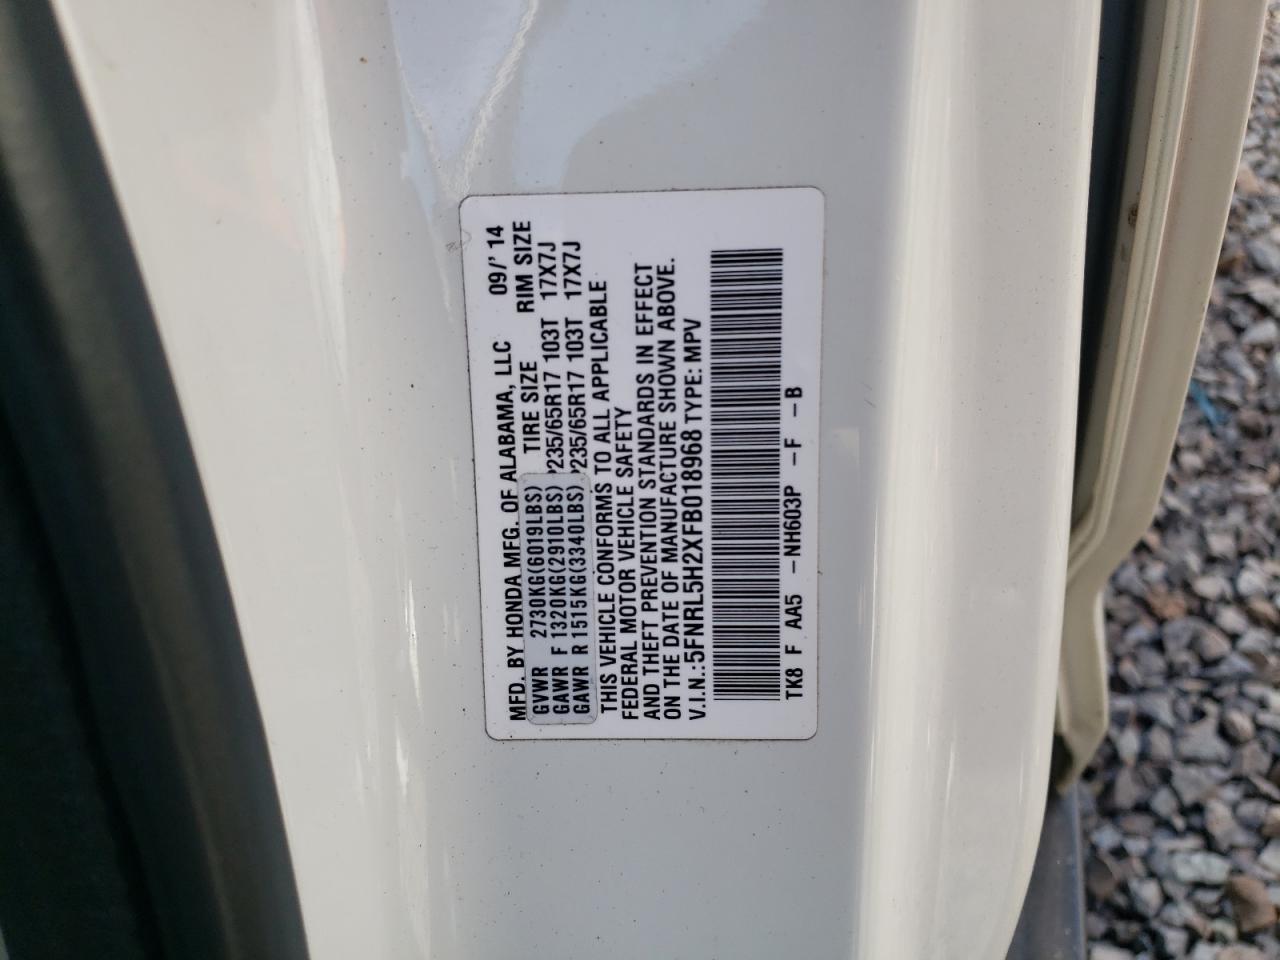 MFD. BY HONDA MFG. OF ALABAMA, LLC 09/'14
GVWR 2730KG(6019LBS) TIRE SIZE RIM SIZE
GAWR F 1320KG(2910LBS) P235/65R17 103T 17X7J
GAWR R 1515KG(3340LBS) P235/65R17 103T 17X7J
THIS VEHICLE CONFORMS TO ALL APPLICABLE
FEDERAL MOTOR VEHICLE SAFETY
AND THEFT PREVENTION STANDARDS IN EFFECT
ON THE DATE OF MANUFACTURE SHOWN ABOVE.
V.I.N.:5FNRL5H2XFB018968 TYPE: MPV
TK8 F AA5 -NH603P -F -B